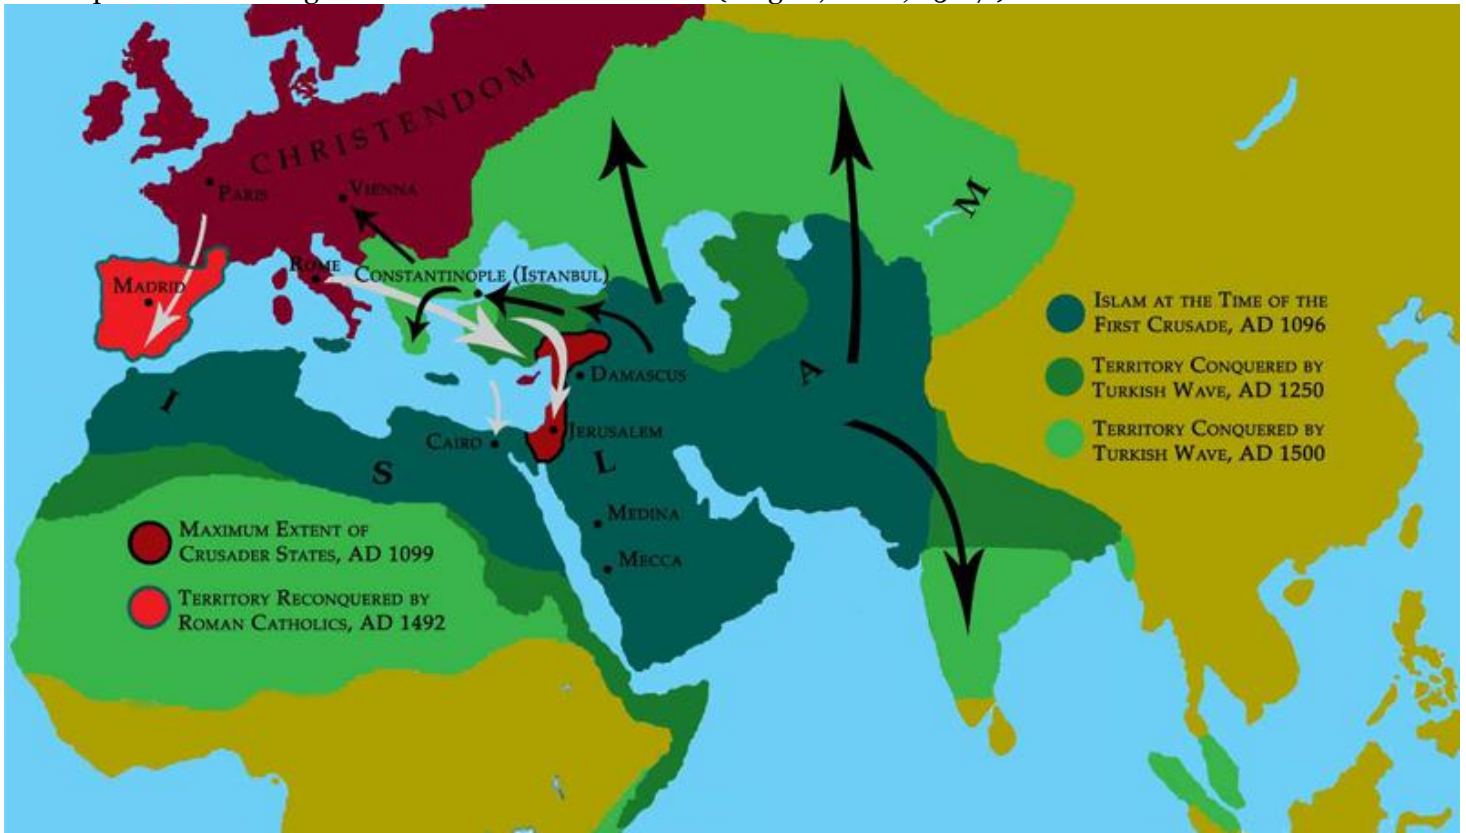 CHRISTENDOM
PARIS
VIENNA
ROME
CONSTANTINOPLE (ISTANBUL)
MADRID
DAMASCUS
CAIRO
JERUSALEM
MEDINA
MECCA
I
S
L
A
M
ISLAM AT THE TIME OF THE
FIRST CRUSADE, AD 1096
TERRITORY CONQUERED BY
TURKISH WAVE, AD 1250
TERRITORY CONQUERED BY
TURKISH WAVE, AD 1500
MAXIMUM EXTENT OF
CRUSADER STATES, AD 1099
TERRITORY RECONQUERED BY
ROMAN CATHOLICS, AD 1492